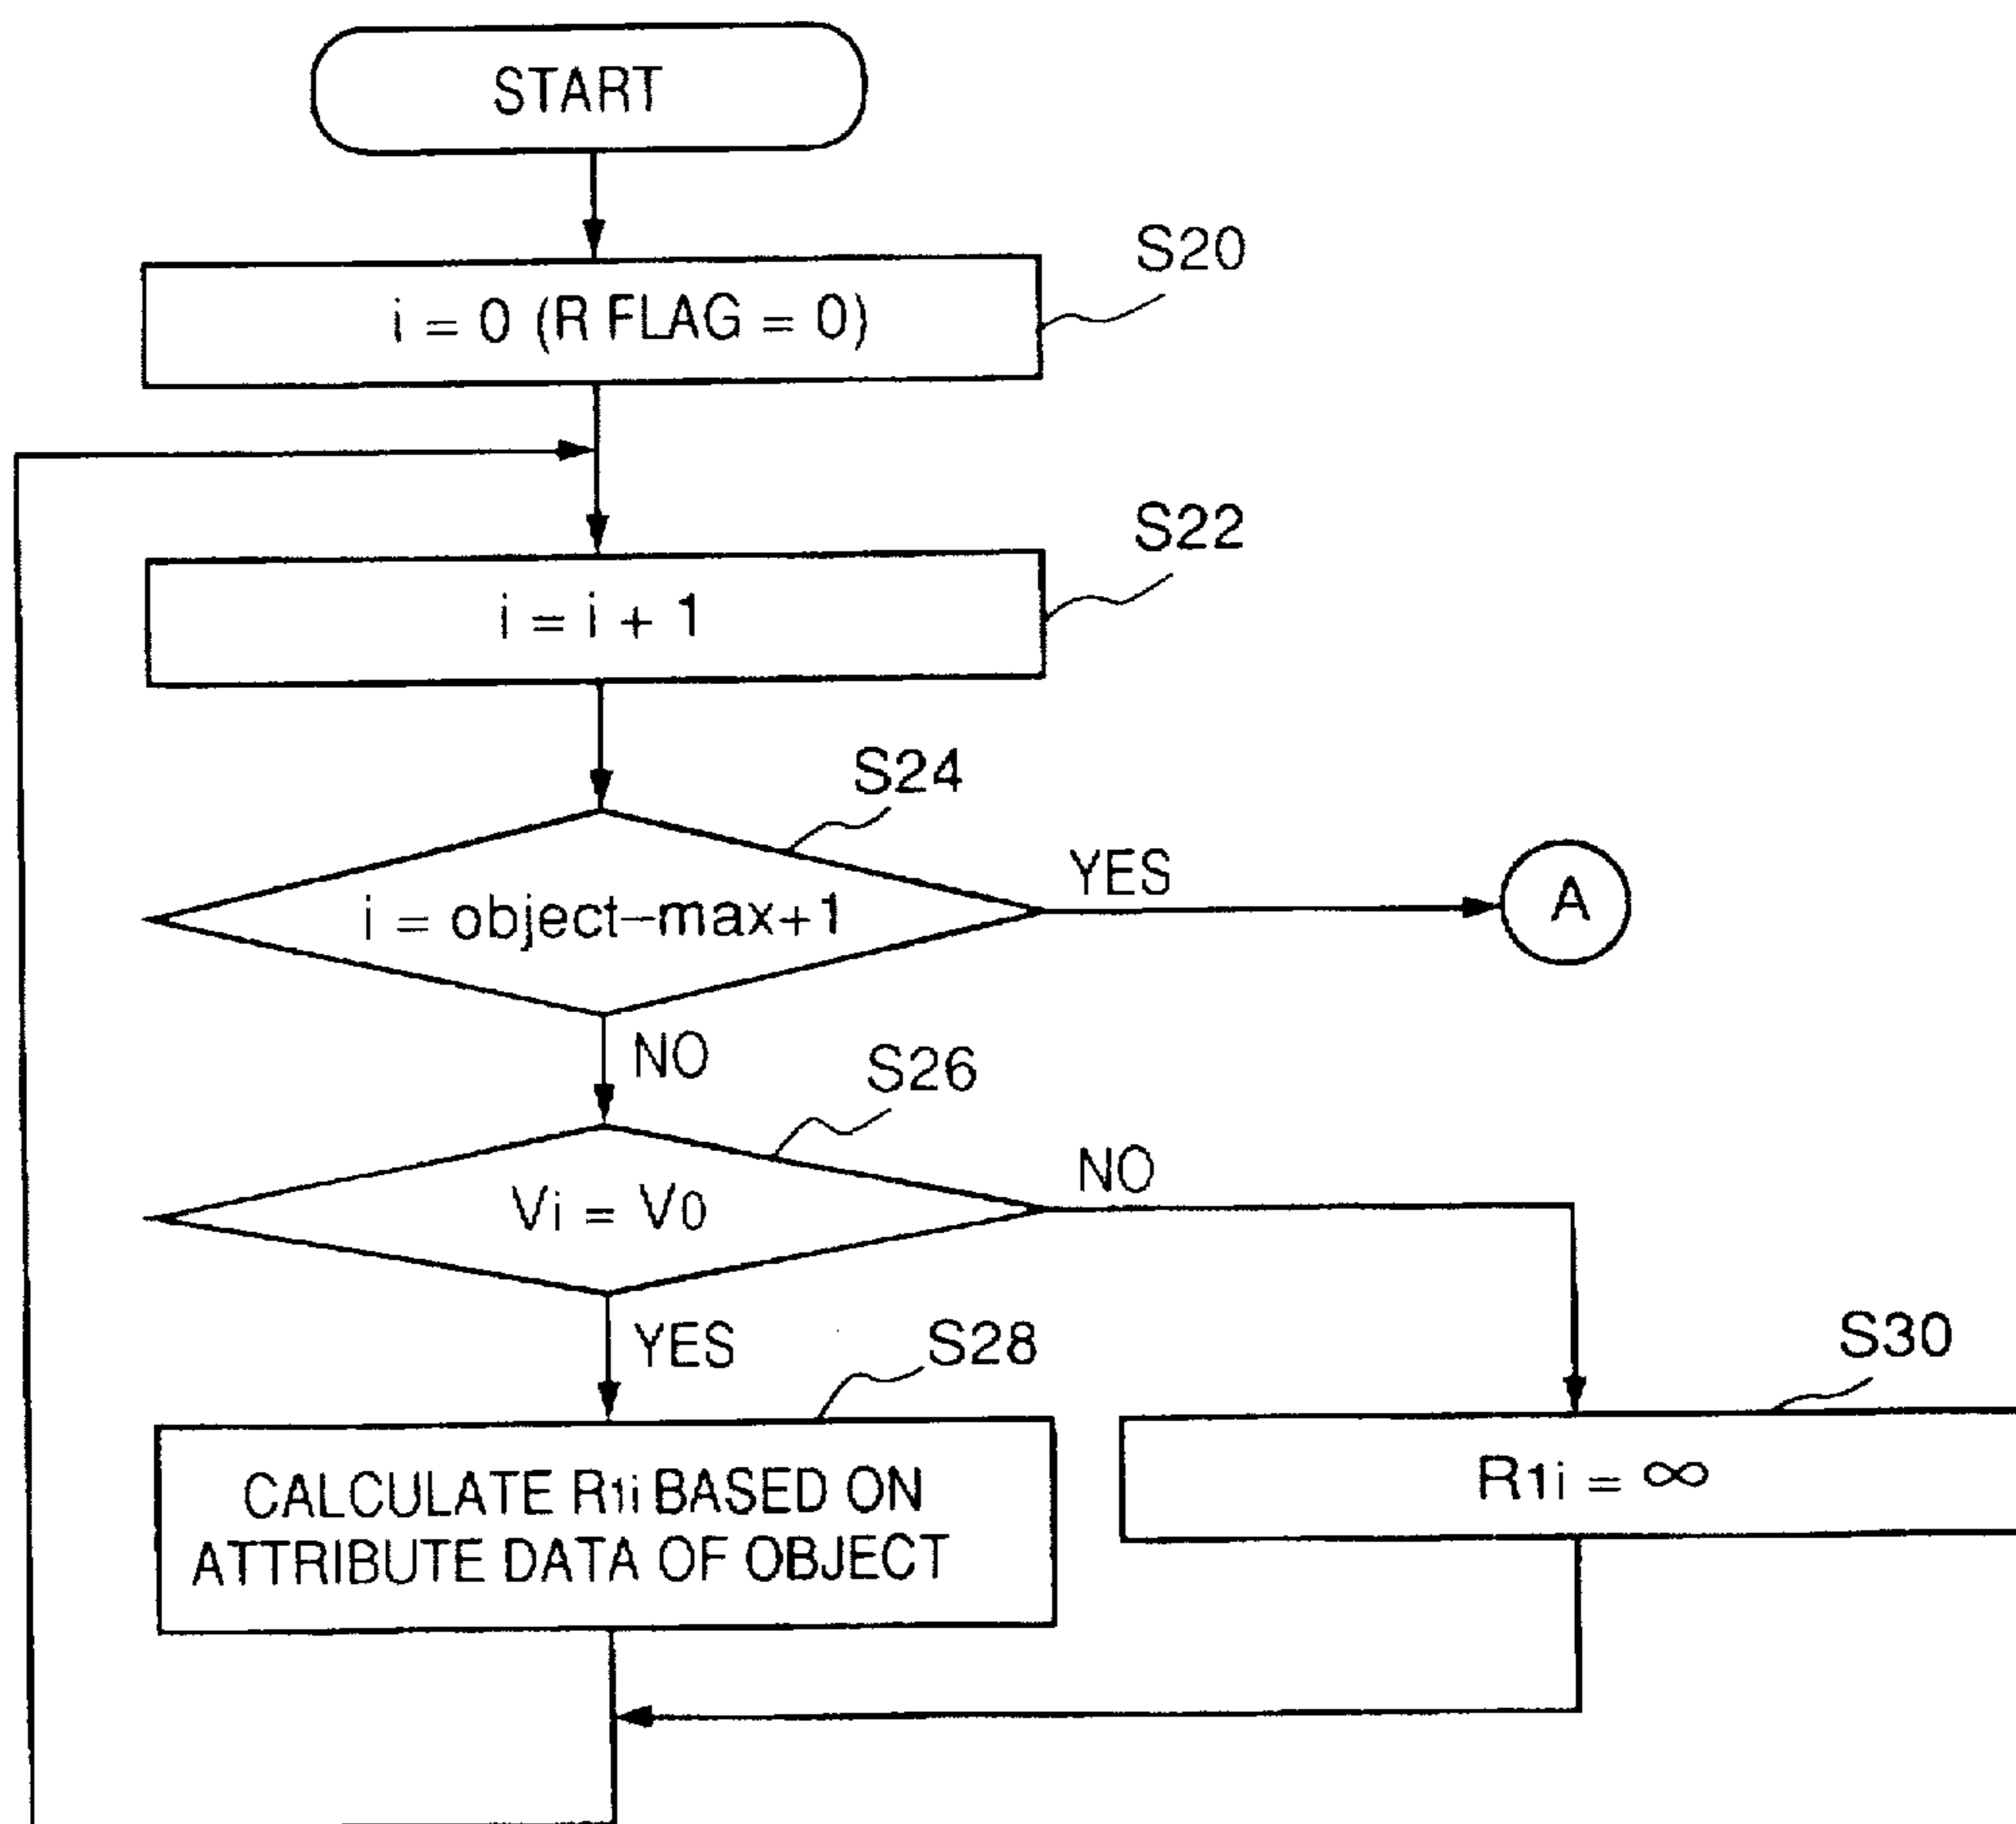 START
S20
i = 0 (R FLAG = 0)
S22
i = i + 1
S24
i = object-max+1
YES
A
NO
S26
Vi = V0
NO
YES
S28
S30
CALCULATE R1i BASED ON
ATTRIBUTE DATA OF OBJECT
R1i = ∞